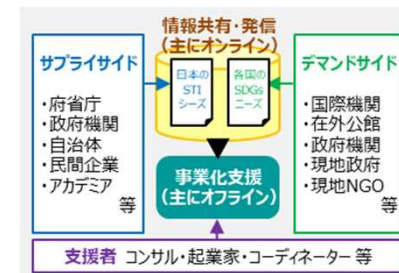 情報共有・発信
(主にオンライン)
サプライサイド
・府省庁
・政府機関
・自治体
・民間企業
・アカデミア
等
日本の
STI
シーズ
各国の
SDGs
ニーズ
デマンドサイド
・国際機関
・在外公館
・政府機関
・現地政府
・現地NGO
等
事業化支援
(主にオフライン)
支援者 コンサル・起業家・コーディネーター 等